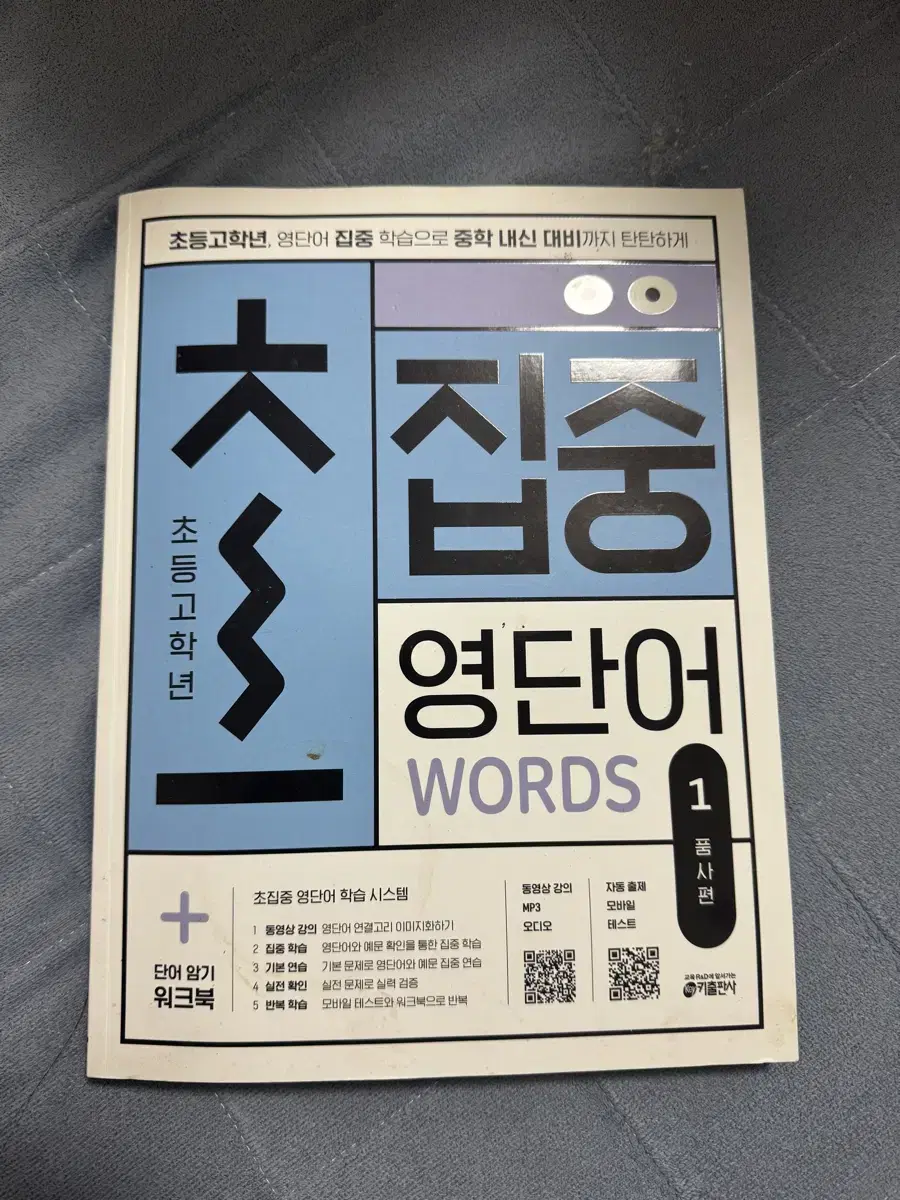 초등고학년, 영단어 집중 학습으로 중학 내신 대비까지 탄탄하게
초
초등고학년
집중
영단어
WORDS
1
품사편
+
단어 암기
워크북
초집중 영단어 학습 시스템
1 동영상 강의 영단어 연결고리 이미지화하기
2 집중 학습 영단어와 예문 확인을 통한 집중 학습
3 기본 연습 기본 문제로 영단어와 예문 집중 연습
4 실전 확인 실전 문제로 실력 검증
5 반복 학습 모바일 테스트와 워크북으로 반복
동영상 강의
MP3
오디오
자동 출제
모바일
테스트
교육 R&D에 앞서가는
키출판사